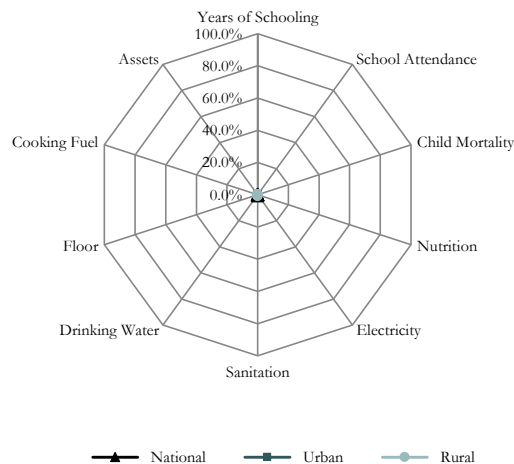 Years of Schooling
100.0%
Assets
School Attendance
80.0%
60.0%
40.0%
Cooking Fuel
Child Mortality
20.0%
0.0%
Floor
Nutrition
Drinking Water
Electricity
Sanitation
National Urban Rural